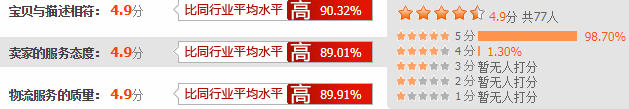 宝贝与描述相符: 4.9分 比同行业平均水平 高 90.32%
卖家的服务态度: 4.9分 比同行业平均水平 高 89.01%
物流服务的质量: 4.9分 比同行业平均水平 高 89.91%
4.9分 共77人
5分 98.70%
4分 1.30%
3分 暂无人打分
2分 暂无人打分
1分 暂无人打分